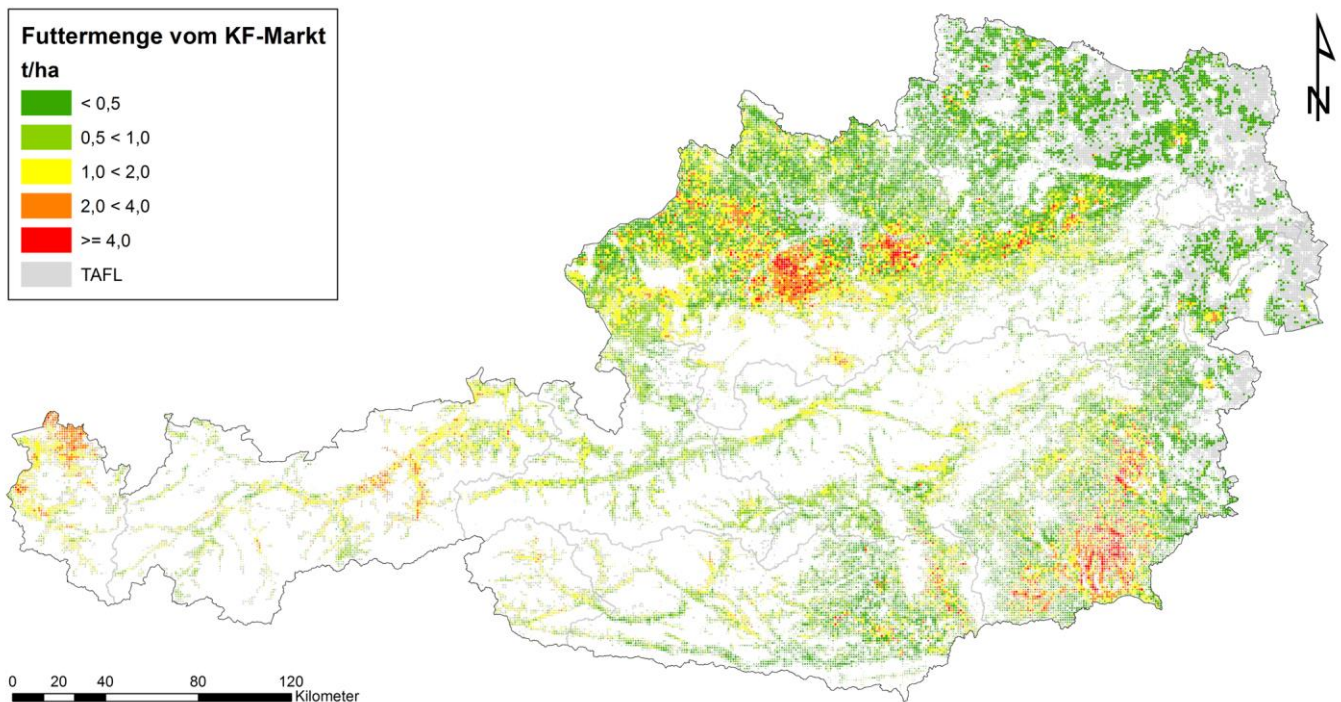 Futtermenge vom KF-Markt
t/ha
< 0,5
0,5 < 1,0
1,0 < 2,0
2,0 < 4,0
>= 4,0
TAFL
N
0 20 40 80 120
Kilometer